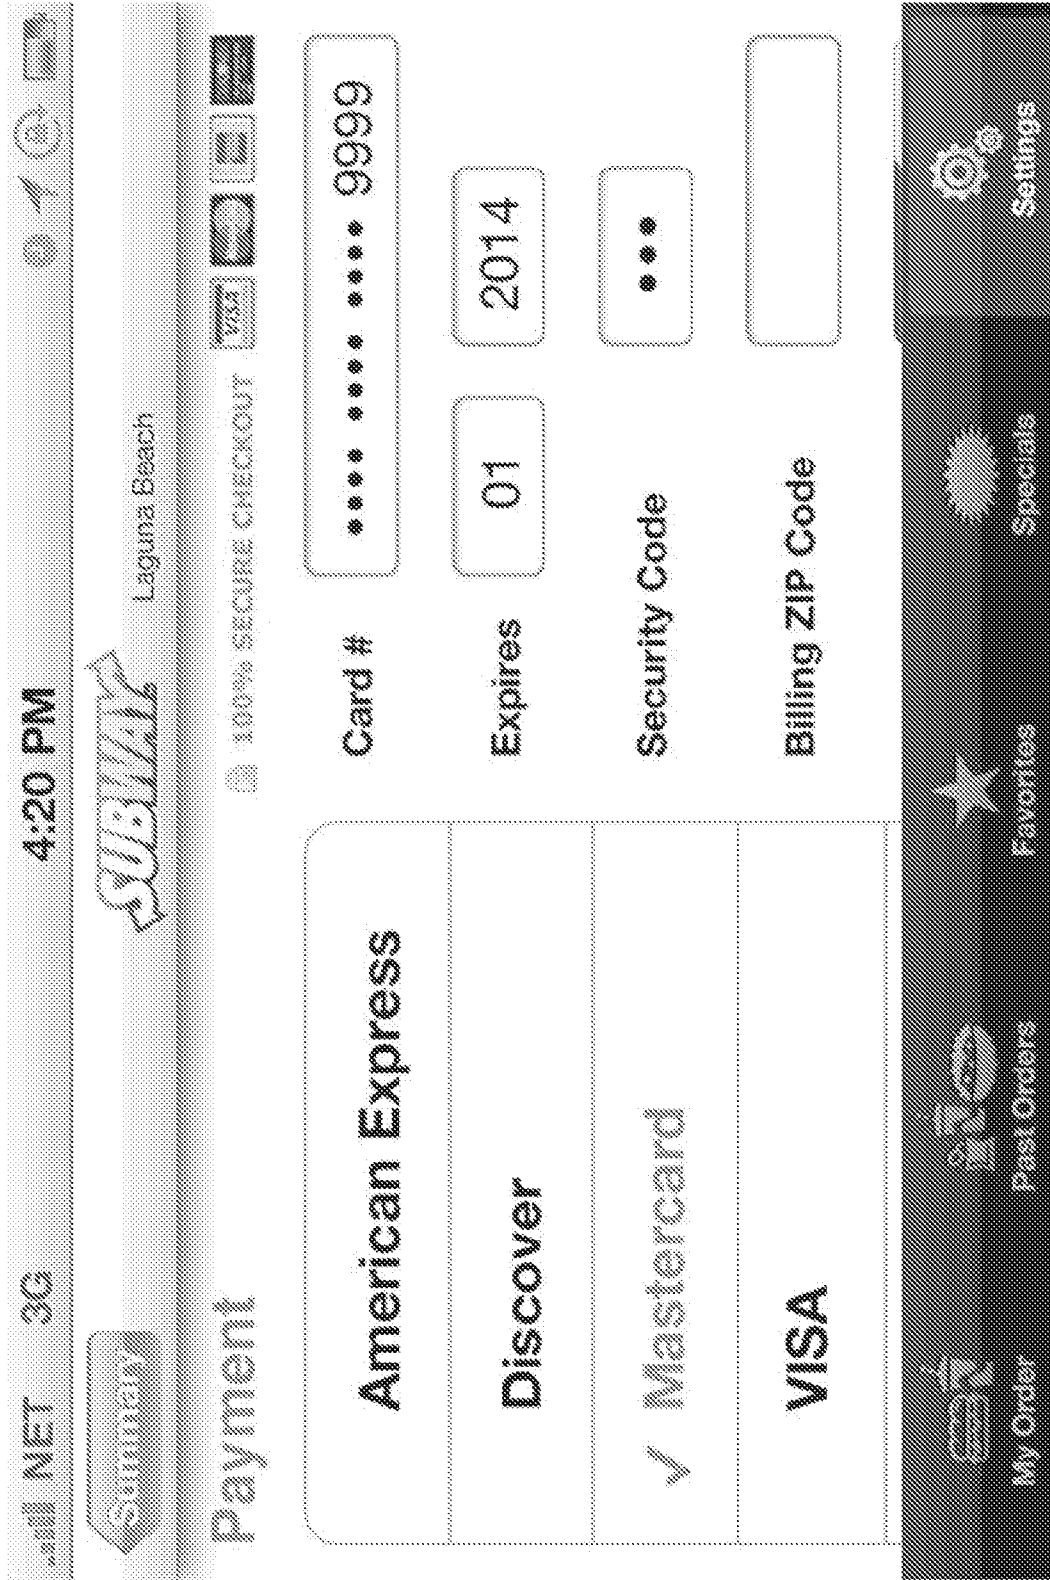 NET 3G 4:20 PM
Summary
SUBWAY
Laguna Beach
Payment
100% SECURE CHECKOUT
VISA
American Express
Discover
✓ Mastercard
VISA
Card # •••• •••• •••• 9999
Expires 01 2014
Security Code •••
Billing ZIP Code
My Order
Past Orders
Favorites
Specials
Settings